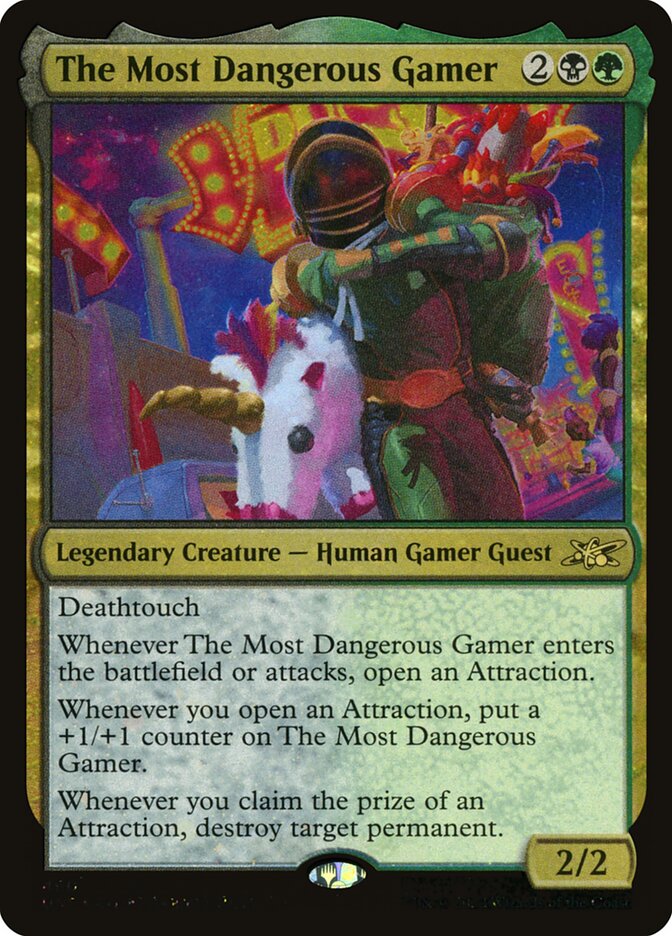 The Most Dangerous Gamer 2
Legendary Creature — Human Gamer Guest
Deathtouch
Whenever The Most Dangerous Gamer enters
the battlefield or attacks, open an Attraction.
Whenever you open an Attraction, put a
+1/+1 counter on The Most Dangerous
Gamer.
Whenever you claim the prize of an
Attraction, destroy target permanent.
2/2